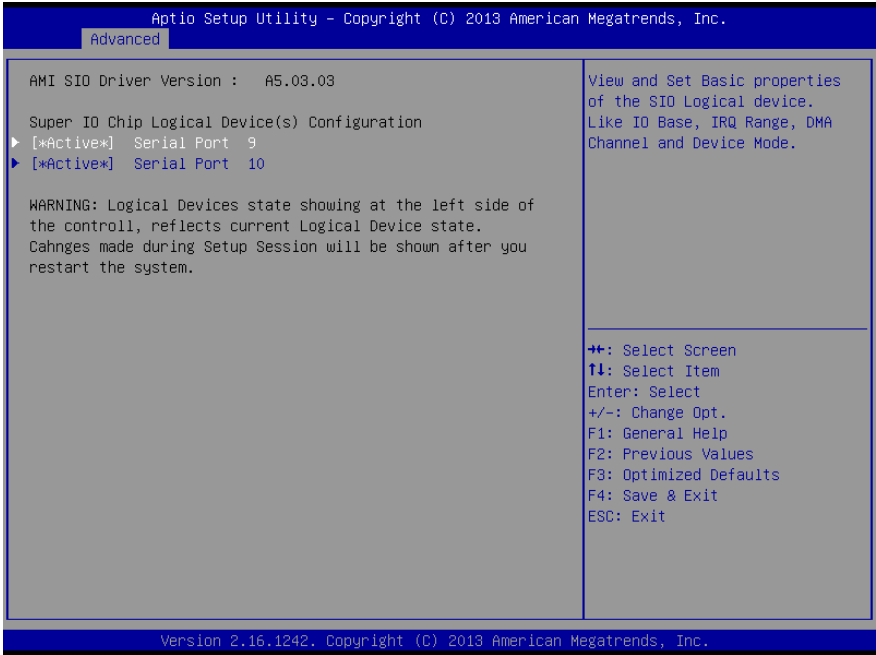 Aptio Setup Utility – Copyright (C) 2013 American Megatrends, Inc.
Advanced
AMI SIO Driver Version :   A5.03.03
Super IO Chip Logical Device(s) Configuration
[*Active*]  Serial Port  9
[*Active*]  Serial Port  10
WARNING: Logical Devices state showing at the left side of
the controll, reflects current Logical Device state.
Cahnges made during Setup Session will be shown after you
restart the system.
View and Set Basic properties
of the SIO Logical device.
Like IO Base, IRQ Range, DMA
Channel and Device Mode.
→←: Select Screen
↑↓: Select Item
Enter: Select
+/-: Change Opt.
F1: General Help
F2: Previous Values
F3: Optimized Defaults
F4: Save & Exit
ESC: Exit
Version 2.16.1242. Copyright (C) 2013 American Megatrends, Inc.